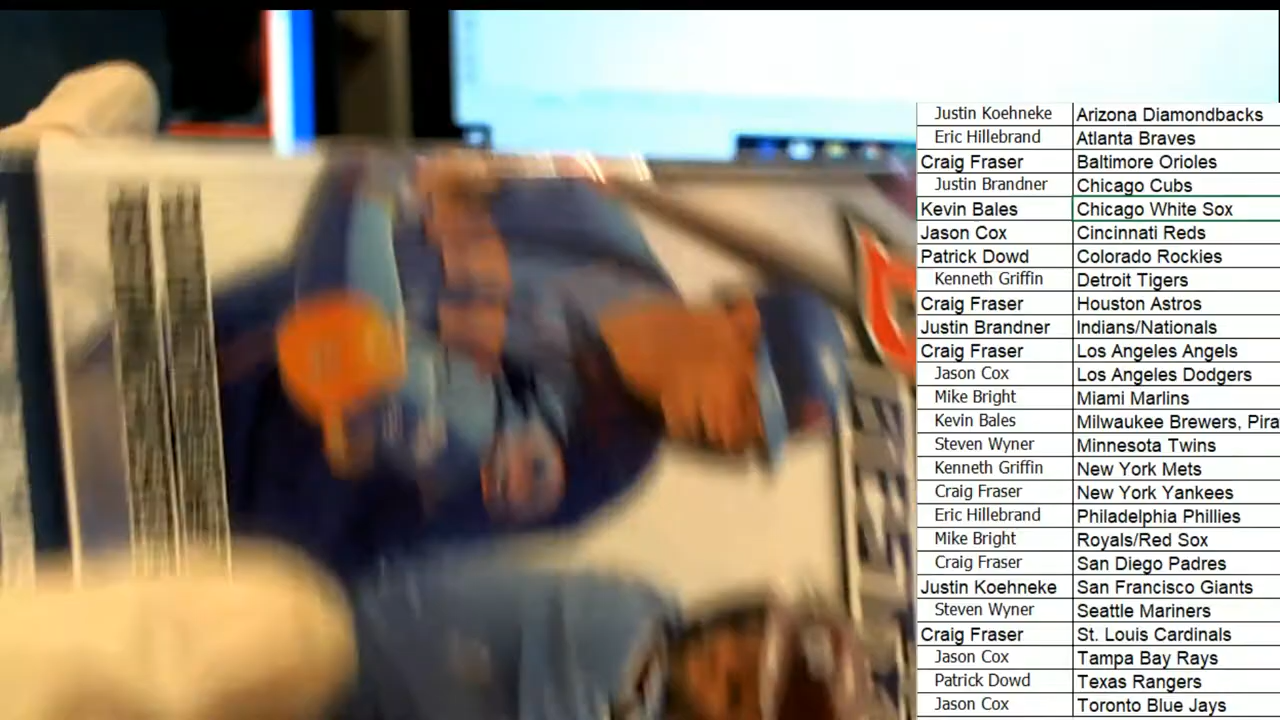 Justin Koehneke Arizona Diamondbacks
Eric Hillebrand Atlanta Braves
Craig Fraser Baltimore Orioles
Justin Brandner Chicago Cubs
Kevin Bales Chicago White Sox
Jason Cox Cincinnati Reds
Patrick Dowd Colorado Rockies
Kenneth Griffin Detroit Tigers
Craig Fraser Houston Astros
Justin Brandner Indians/Nationals
Craig Fraser Los Angeles Angels
Jason Cox Los Angeles Dodgers
Mike Bright Miami Marlins
Kevin Bales Milwaukee Brewers, Pira
Steven Wyner Minnesota Twins
Kenneth Griffin New York Mets
Craig Fraser New York Yankees
Eric Hillebrand Philadelphia Phillies
Mike Bright Royals/Red Sox
Craig Fraser San Diego Padres
Justin Koehneke San Francisco Giants
Steven Wyner Seattle Mariners
Craig Fraser St. Louis Cardinals
Jason Cox Tampa Bay Rays
Patrick Dowd Texas Rangers
Jason Cox Toronto Blue Jays